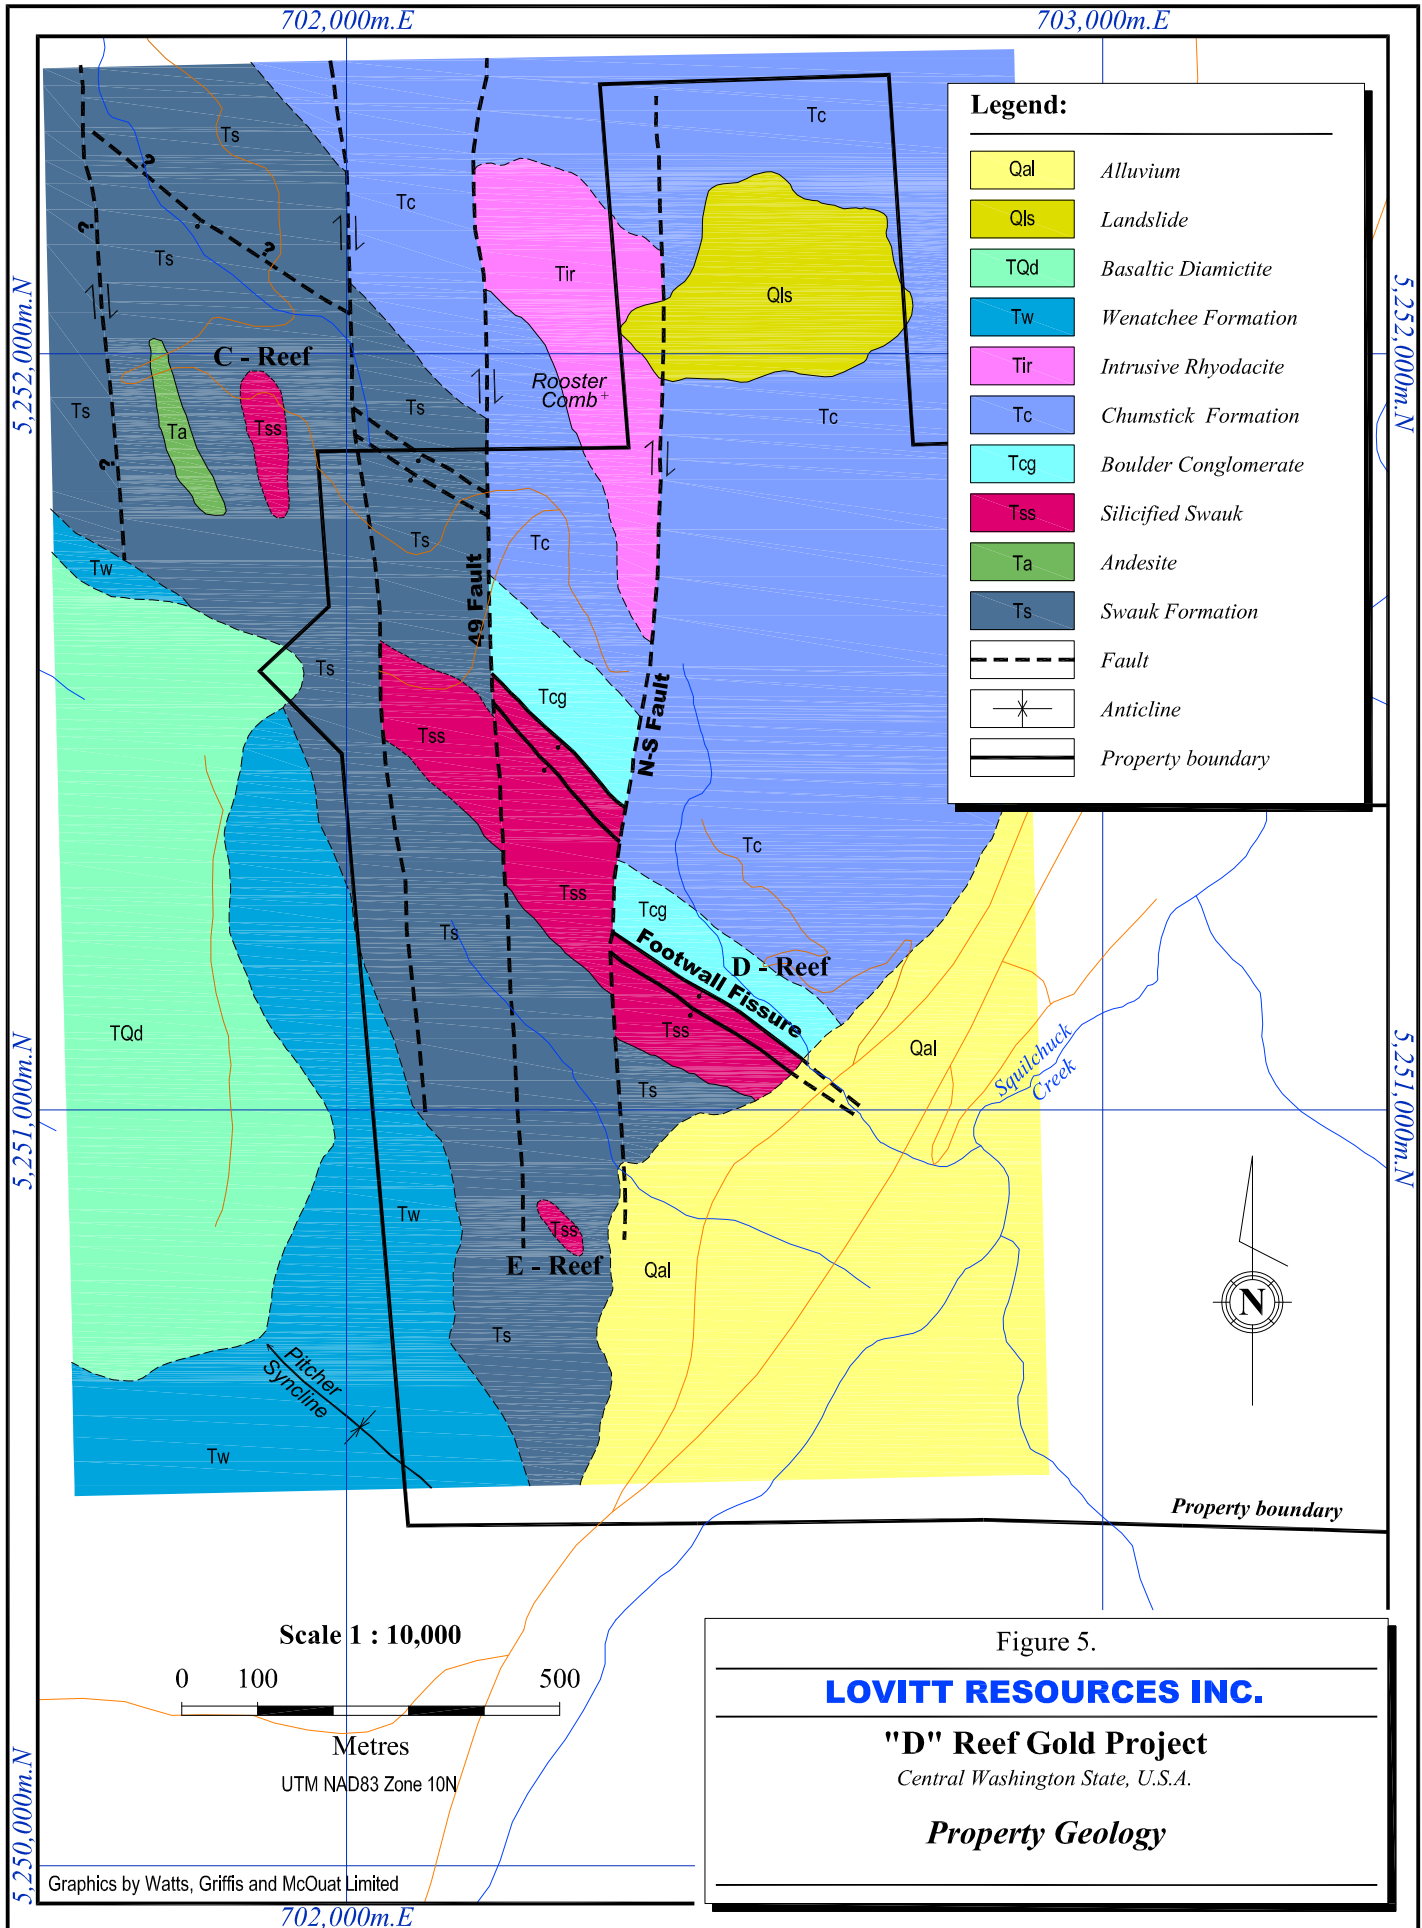 702,000m.E
703,000m.E
Legend:
Qal Alluvium
Qls Landslide
TQd Basaltic Diamictite
Tw Wenatchee Formation
Tir Intrusive Rhyodacite
Tc Chumstick Formation
Tcg Boulder Conglomerate
Tss Silicified Swauk
Ta Andesite
Ts Swauk Formation
Fault
Anticline
Property boundary
5,252,000m.N
5,252,000m.N
Ts
Tc
?
Tc
?
?
Ts
Tir
Qls
C - Reef
Rooster
Comb+
Ts
Ta
Tss
Ts
Tc
?
Ts
Tc
Tw
49 Fault
Ts
Tcg
N-S Fault
Tss
Tc
Tss
Tcg
Ts
Footwall Fissure
D - Reef
Tss
TQd
Qal
Squilchuck
Creek
5,251,000m.N
5,251,000m.N
Ts
Tw
Tss
E - Reef
Qal
Ts
Pitcher
Syncline
Tw
N
Property boundary
Scale 1 : 10,000
0 100 500
Metres
UTM NAD83 Zone 10N
5,250,000m.N
Graphics by Watts, Griffis and McOuat Limited
702,000m.E
Figure 5.
LOVITT RESOURCES INC.
"D" Reef Gold Project
Central Washington State, U.S.A.
Property Geology